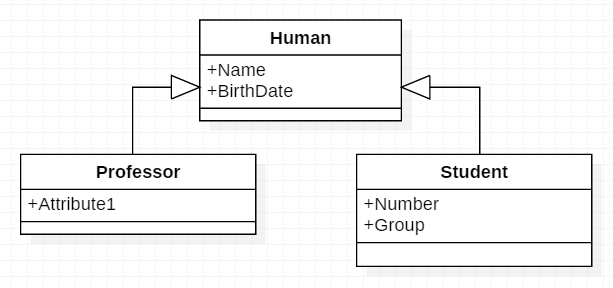 Human
+Name
+BirthDate
Professor
+Attribute1
Student
+Number
+Group